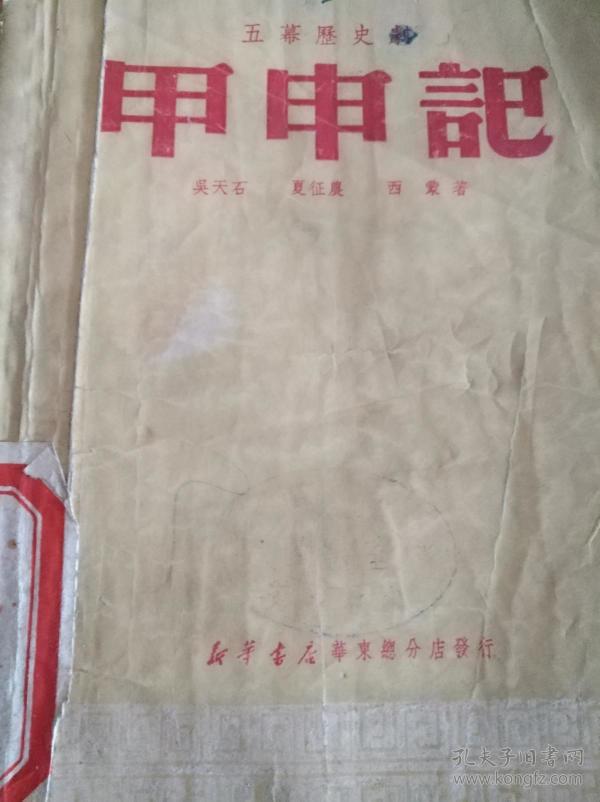 五幕歷史劇
甲申記
吳天石 夏征農 西蒙著
新華書店華東總分店發行
孔夫子旧書网
www.kongfz.com